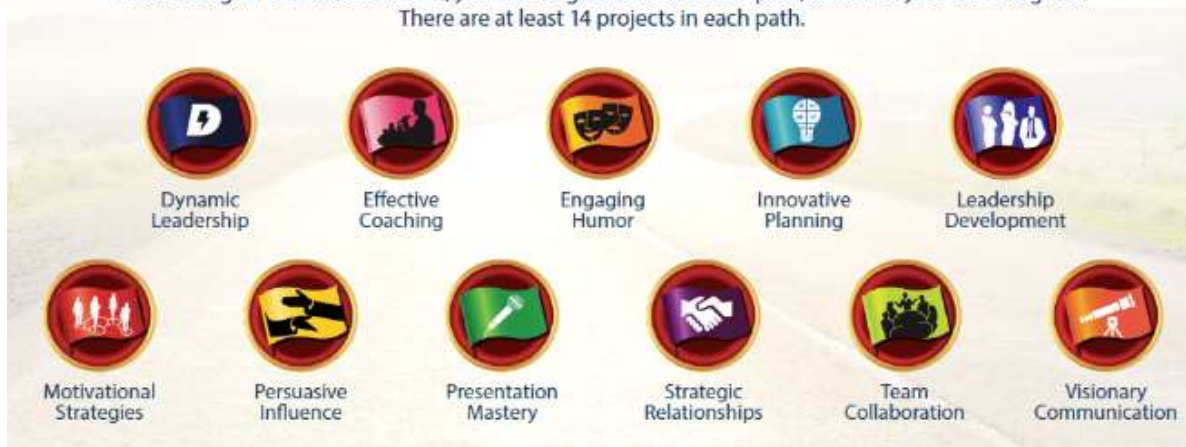 There are at least 14 projects in each path.
Dynamic
Leadership
Effective
Coaching
Engaging
Humor
Innovative
Planning
Leadership
Development
Motivational
Strategies
Persuasive
Influence
Presentation
Mastery
Strategic
Relationships
Team
Collaboration
Visionary
Communication